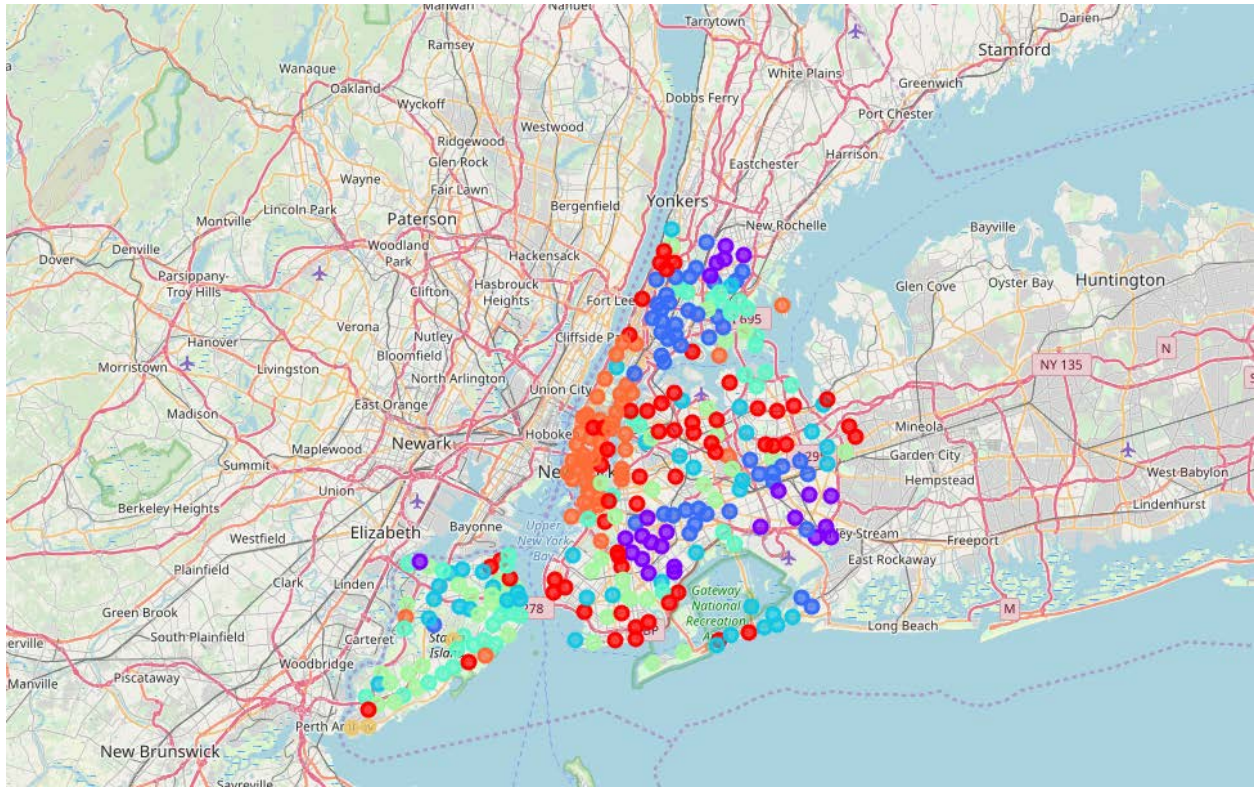 Manwah
Nanuet
Tarrytown
Darien
Ramsey
Stamford
Wanaque
White Plains
Oakland
Greenwich
Wyckoff
Dobbs Ferry
Port Chester
Westwood
Ridgewood
Glen Rock
Eastchester
Harrison
Wayne
Fair Lawn
Yonkers
Lincoln Park
Bergenfield
Montville
Paterson
New Rochelle
Bayville
Denville
Woodland
Park
Hackensack
Dover
Parsippany-
Troy Hills
Clifton
Hasbrouck
Heights
Fort Lee
Glen Cove
Oyster Bay
Huntington
Verona
Nutley
Cliffside
695
Hanover
Bloomfield
N
Morristown
Livingston
North Arlington
NY 135
Union City
Madison
East Orange
Mineola
Maplewood
Newark
Hoboke
Garden City
Summit
West Babylon
Union
Hempstead
Berkeley Heights
Lindenhurst
Elizabeth
Bayonne
Upper
New York
Bay
Freeport
Westfield
East Rockaway
Plainfield
Clark
Linden
Gateway
National
Recreation
Green Brook
278
M
South Plainfield
Carteret
Long Beach
Island
Woodbridge
Piscataway
Manville
Perth Am
New Brunswick
Sayreville